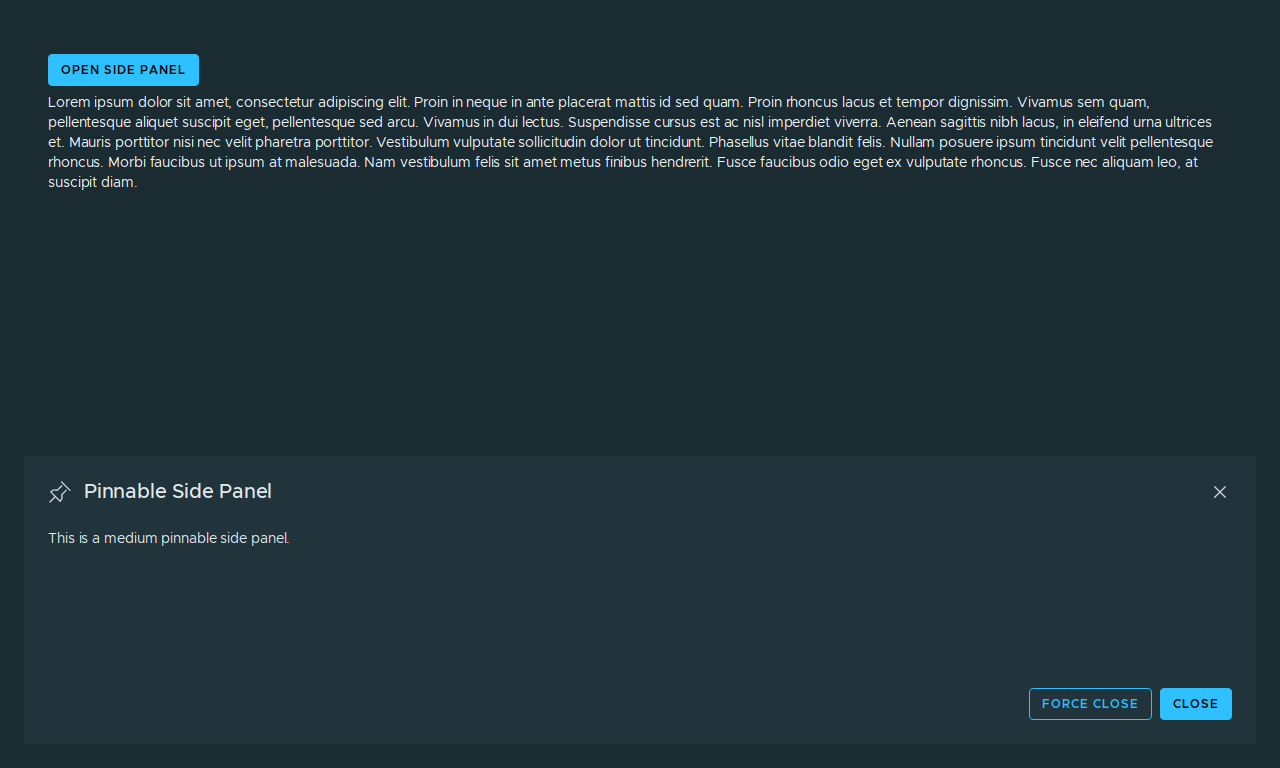 OPEN SIDE PANEL
Lorem ipsum dolor sit amet, consectetur adipiscing elit. Proin in neque in ante placerat mattis id sed quam. Proin rhoncus lacus et tempor dignissim. Vivamus sem quam,
pellentesque aliquet suscipit eget, pellentesque sed arcu. Vivamus in dui lectus. Suspendisse cursus est ac nisl imperdiet viverra. Aenean sagittis nibh lacus, in eleifend urna ultrices
et. Mauris porttitor nisi nec velit pharetra porttitor. Vestibulum vulputate sollicitudin dolor ut tincidunt. Phasellus vitae blandit felis. Nullam posuere ipsum tincidunt velit pellentesque
rhoncus. Morbi faucibus ut ipsum at malesuada. Nam vestibulum felis sit amet metus finibus hendrerit. Fusce faucibus odio eget ex vulputate rhoncus. Fusce nec aliquam leo, at
suscipit diam.
Pinnable Side Panel
This is a medium pinnable side panel.
FORCE CLOSE
CLOSE